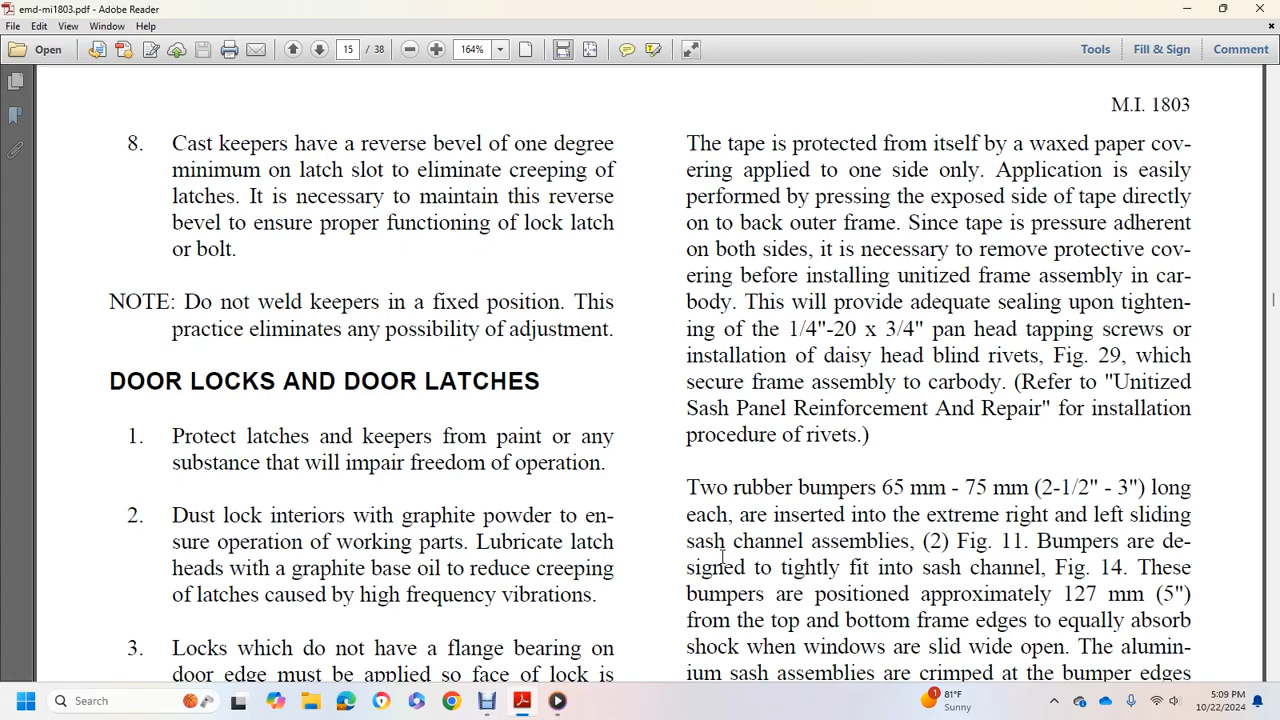 emd-mi1803.pdf - Adobe Reader
File Edit View Window Help
Open 15 / 38 164% Tools Fill & Sign Comment
M.I. 1803
8. Cast keepers have a reverse bevel of one degree
minimum on latch slot to eliminate creeping of
latches. It is necessary to maintain this reverse
bevel to ensure proper functioning of lock latch
or bolt.
NOTE: Do not weld keepers in a fixed position. This
practice eliminates any possibility of adjustment.
DOOR LOCKS AND DOOR LATCHES
1. Protect latches and keepers from paint or any
substance that will impair freedom of operation.
2. Dust lock interiors with graphite powder to en-
sure operation of working parts. Lubricate latch
heads with a graphite base oil to reduce creeping
of latches caused by high frequency vibrations.
3. Locks which do not have a flange bearing on
door edge must be applied so face of lock is
The tape is protected from itself by a waxed paper cov-
ering applied to one side only. Application is easily
performed by pressing the exposed side of tape directly
on to back outer frame. Since tape is pressure adherent
on both sides, it is necessary to remove protective cov-
ering before installing unitized frame assembly in car-
body. This will provide adequate sealing upon tighten-
ing of the 1/4"-20 x 3/4" pan head tapping screws or
installation of daisy head blind rivets, Fig. 29, which
secure frame assembly to carbody. (Refer to "Unitized
Sash Panel Reinforcement And Repair" for installation
procedure of rivets.)
Two rubber bumpers 65 mm - 75 mm (2-1/2" - 3") long
each, are inserted into the extreme right and left sliding
sash channel assemblies, (2) Fig. 11. Bumpers are de-
signed to tightly fit into sash channel, Fig. 14. These
bumpers are positioned approximately 127 mm (5")
from the top and bottom frame edges to equally absorb
shock when windows are slid wide open. The alumin-
ium sash assemblies are crimped at the bumper edges
Search
1
81°F
Sunny
5:09 PM
10/22/2024